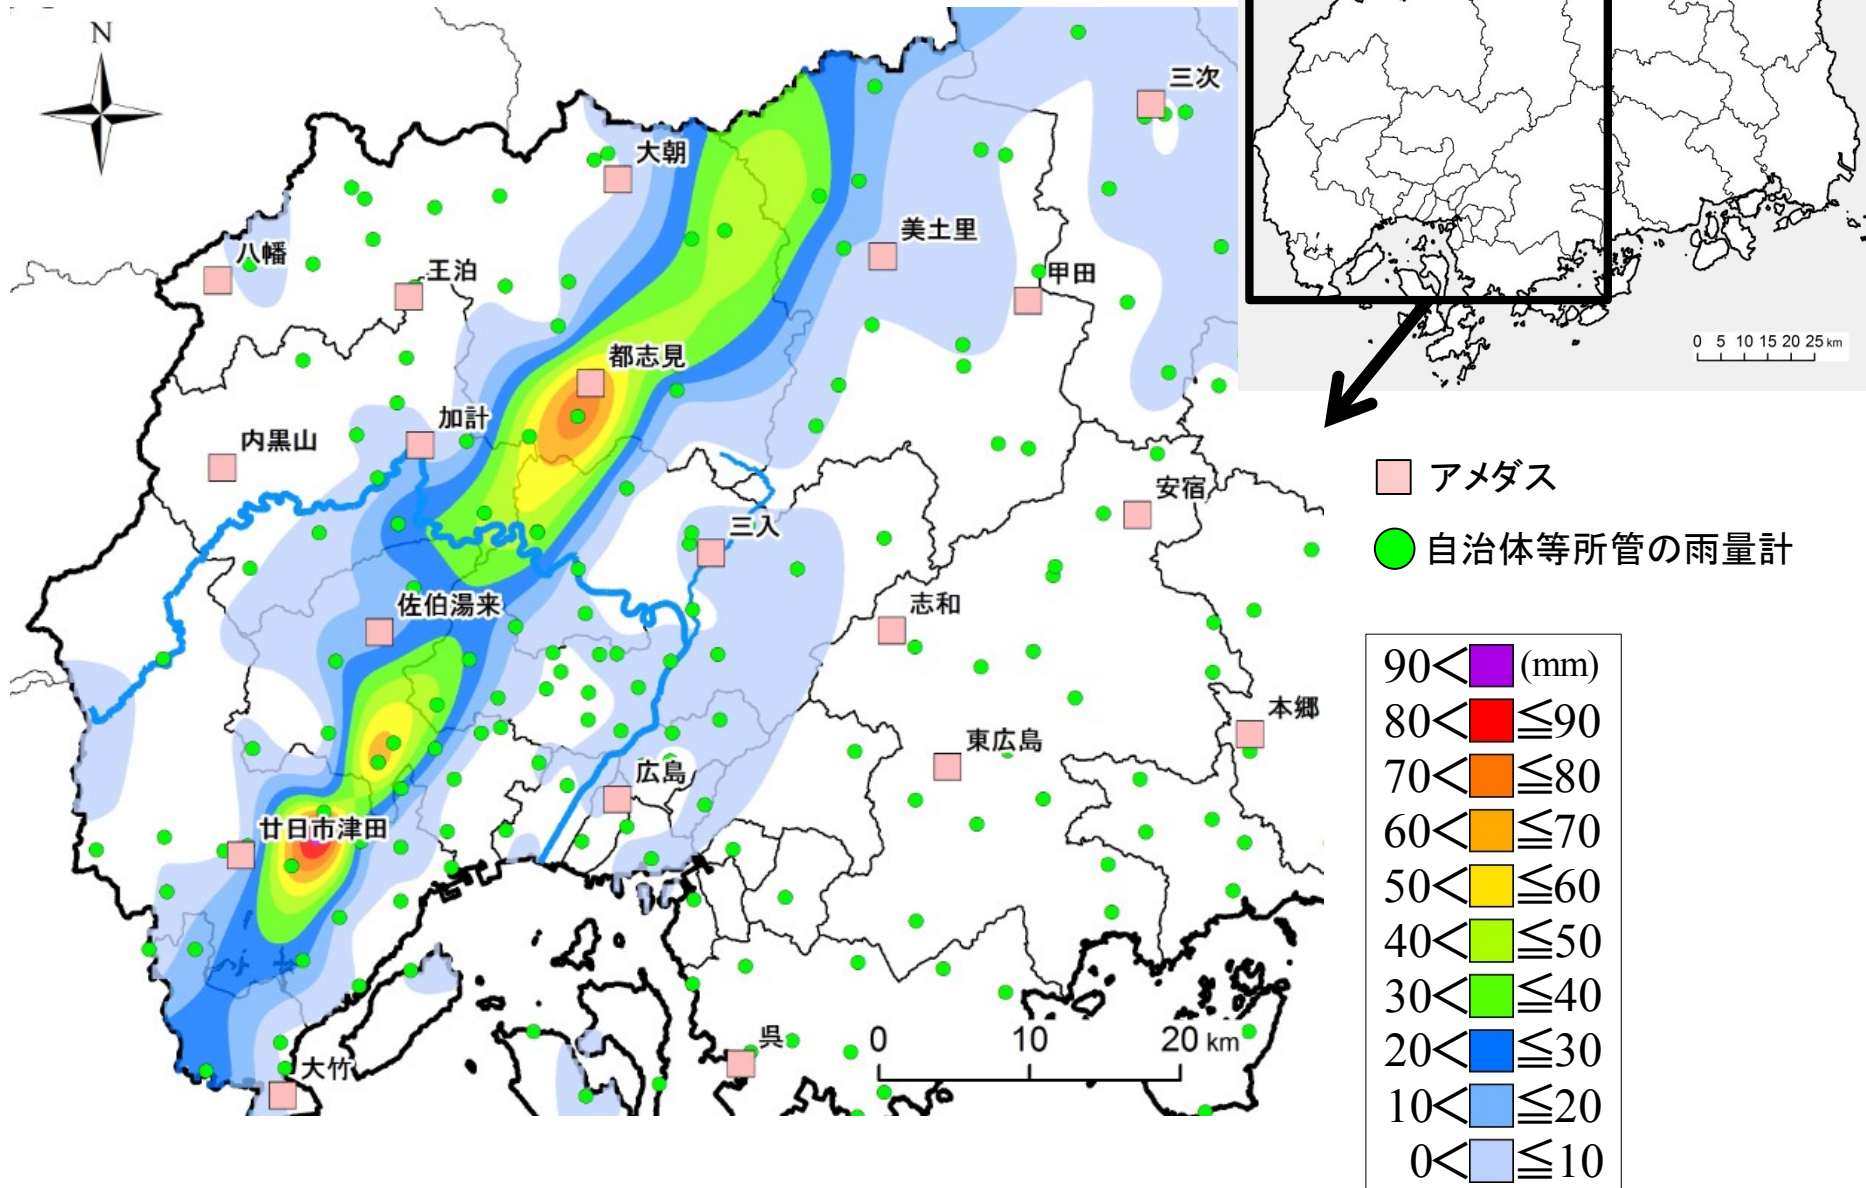 N
三次
大朝
美土里
八幡
王泊
甲田
都志見
加計
内黒山
安宿
三入
佐伯湯来
志和
本郷
東広島
広島
廿日市津田
呉
大竹
0 10 20 km
0 5 10 15 20 25 km
アメダス
自治体等所管の雨量計
90< (mm)
80< ≦90
70< ≦80
60< ≦70
50< ≦60
40< ≦50
30< ≦40
20< ≦30
10< ≦20
0< ≦10